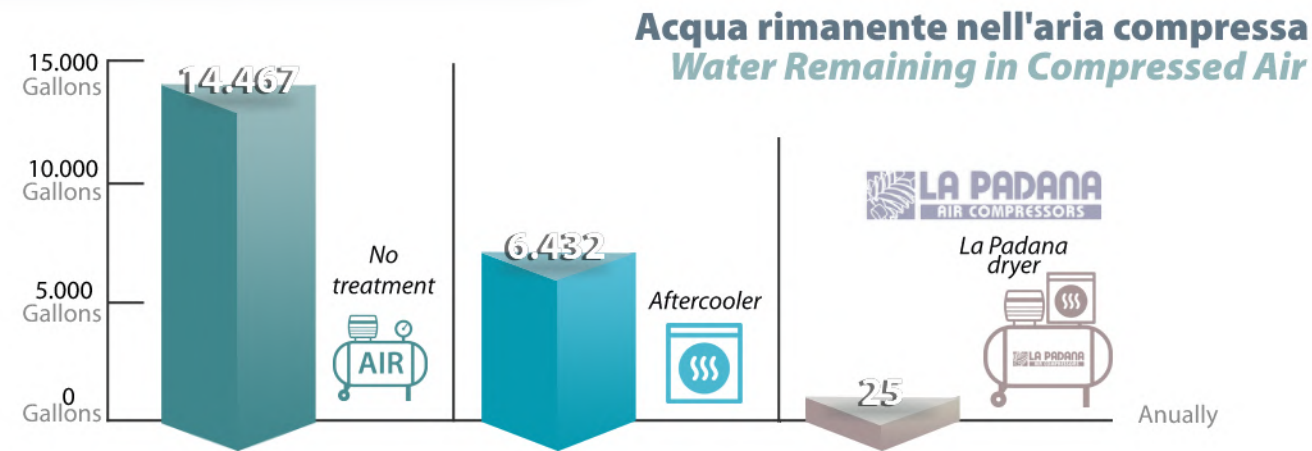 Acqua rimanente nell'aria compressa
Water Remaining in Compressed Air
15.000
Gallons
10.000
Gallons
5.000
Gallons
0
Gallons
14.467
No
treatment
AIR
6.432
Aftercooler
LA PADANA
AIR COMPRESSORS
La Padana
dryer
LA PADANA
AIR COMPRESSORS
25
Anually